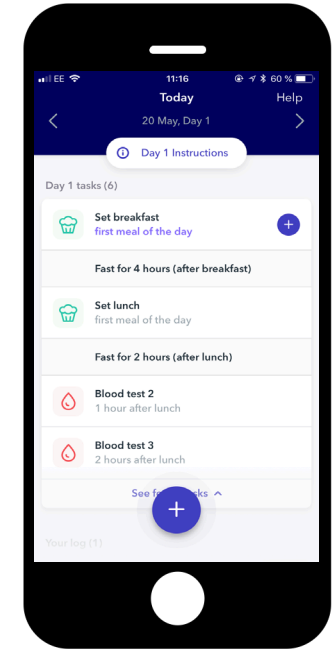 EE 11:16 60 %
Today Help
20 May, Day 1
Day 1 Instructions
Day 1 tasks (6)
Set breakfast
first meal of the day
Fast for 4 hours (after breakfast)
Set lunch
first meal of the day
Fast for 2 hours (after lunch)
Blood test 2
1 hour after lunch
Blood test 3
2 hours after lunch
See
Your log (1)